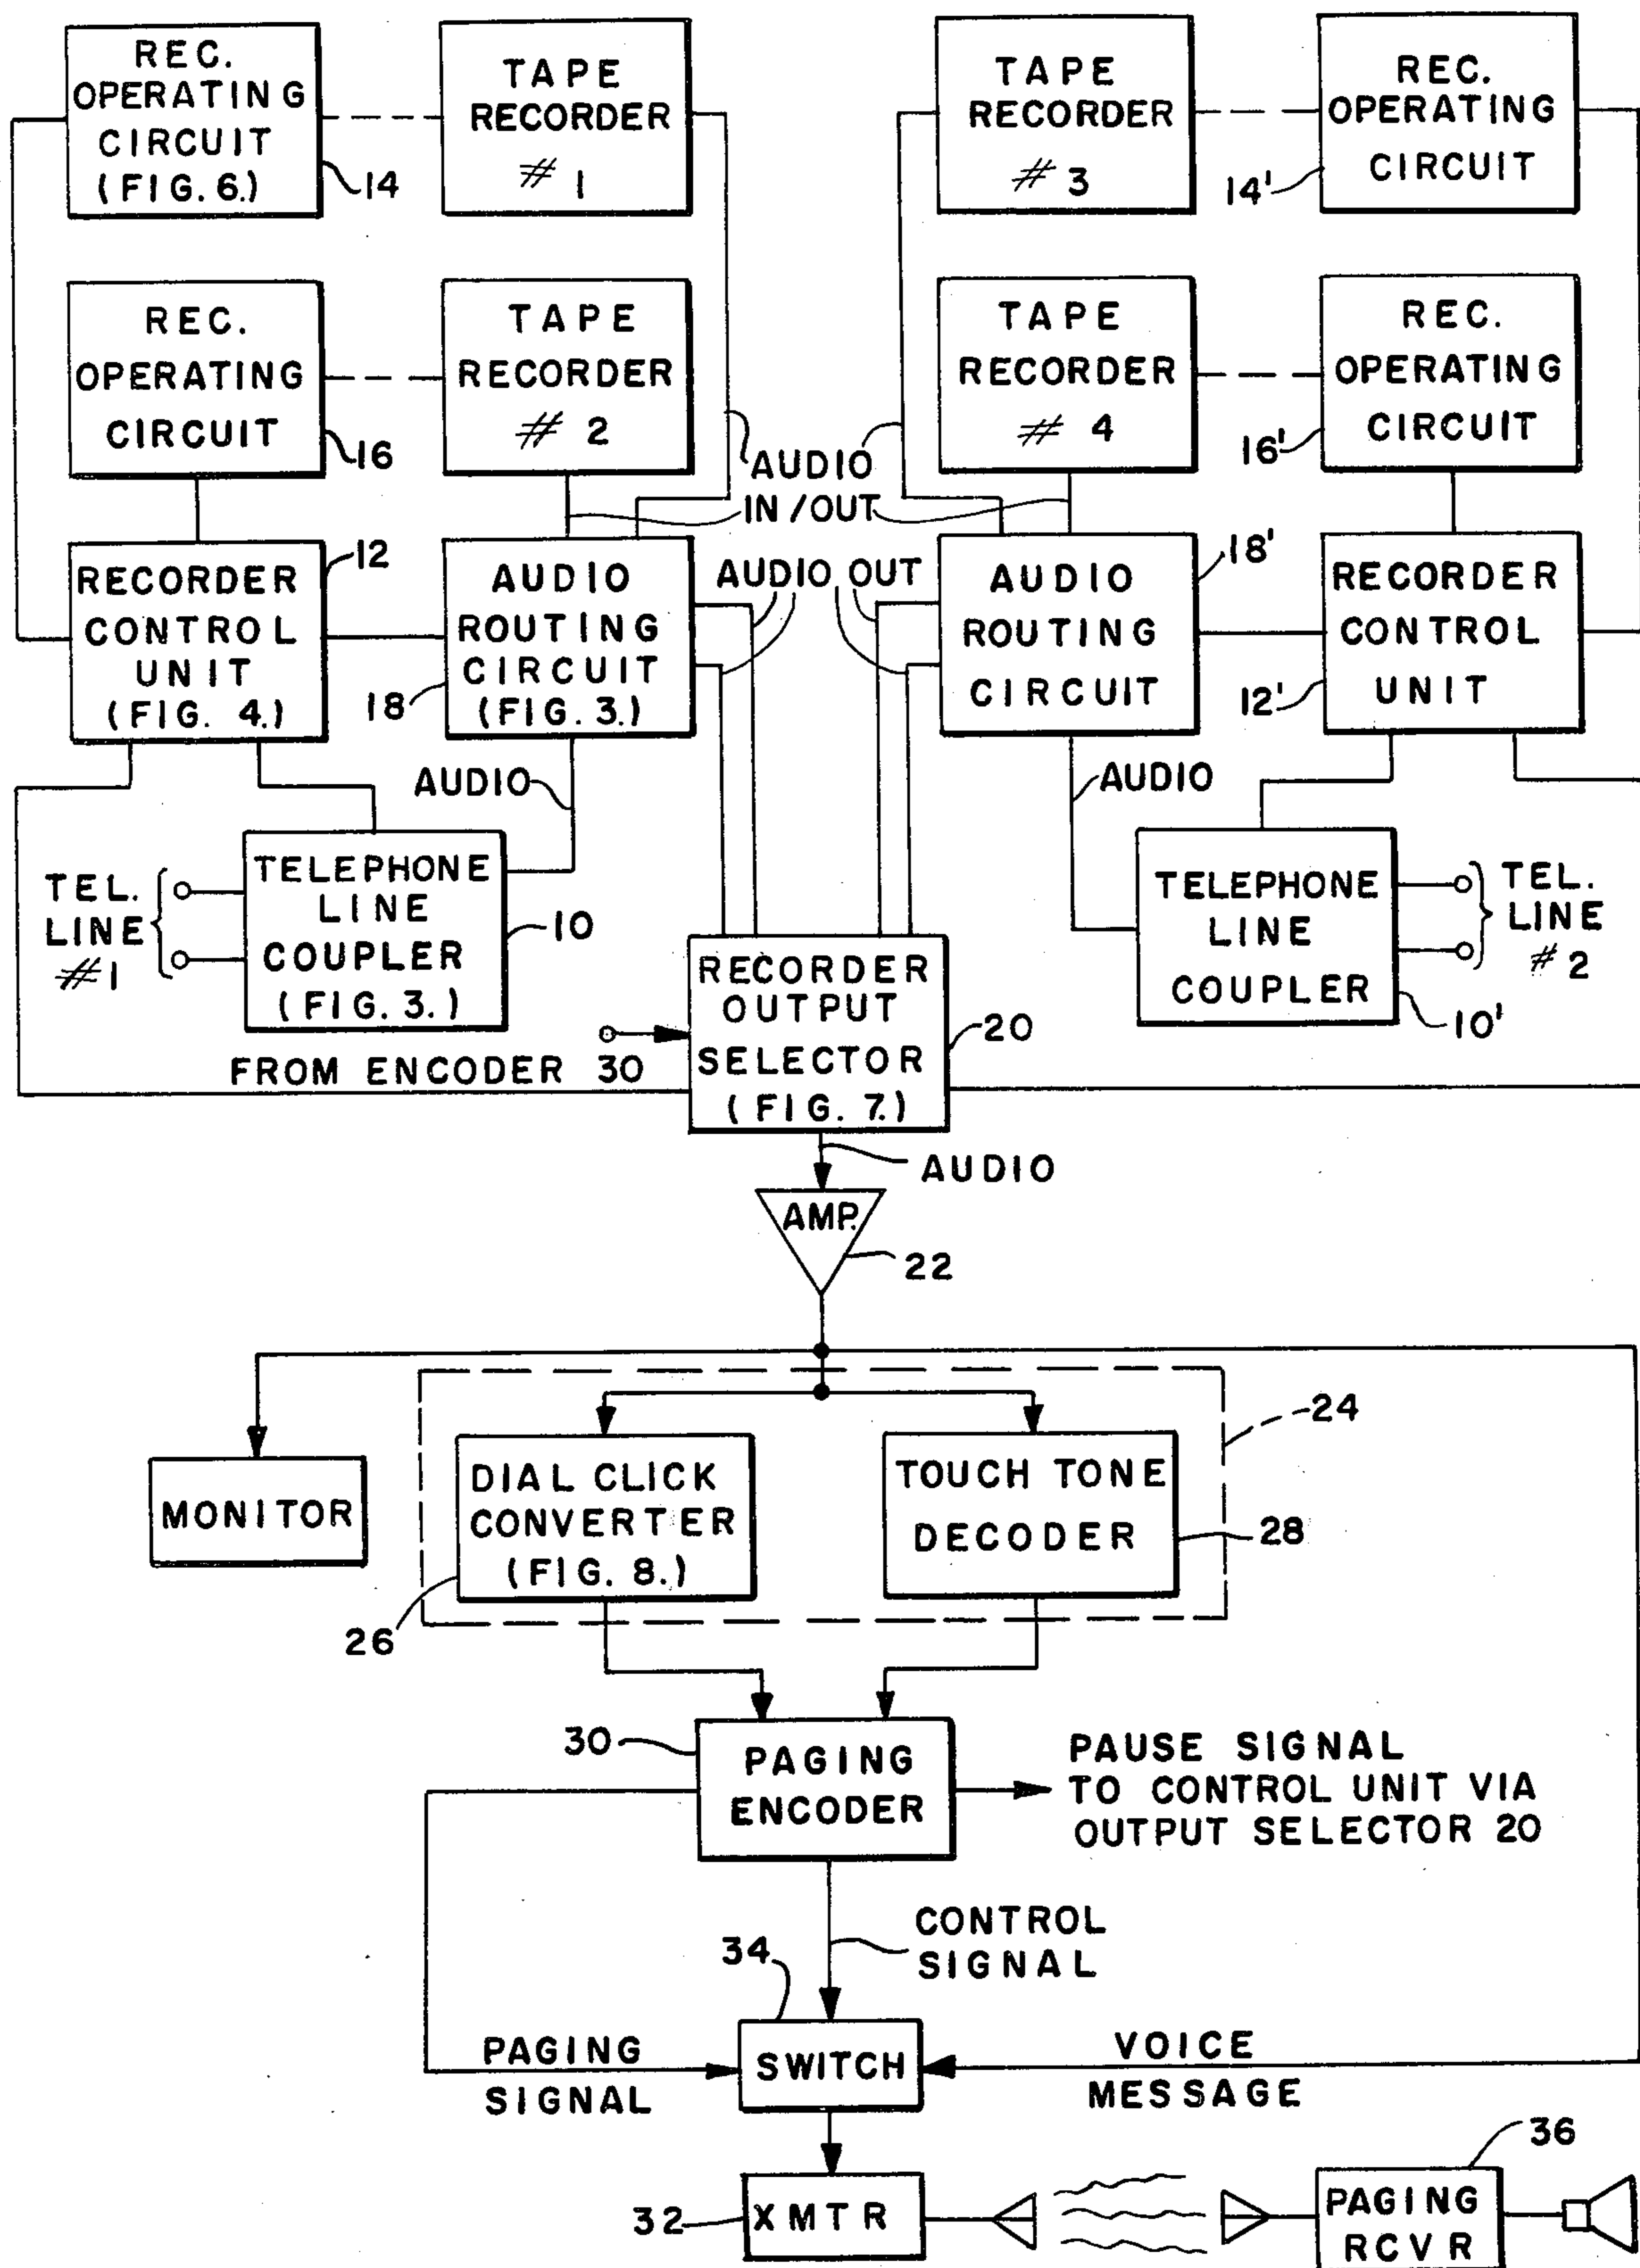 REC.
OPERATING
CIRCUIT
(FIG. 6.)
14
TAPE
RECORDER
# 1
TAPE
RECORDER
# 3
REC.
OPERATING
CIRCUIT
14'
REC.
OPERATING
CIRCUIT
16
TAPE
RECORDER
# 2
TAPE
RECORDER
# 4
REC.
OPERATING
CIRCUIT
16'
AUDIO
IN/OUT
RECORDER
CONTROL
UNIT
(FIG. 4.)
12
AUDIO
ROUTING
CIRCUIT
(FIG. 3.)
18
AUDIO OUT
AUDIO
ROUTING
CIRCUIT
18'
RECORDER
CONTROL
UNIT
12'
AUDIO
AUDIO
TEL.
LINE
#1
TELEPHONE
LINE
COUPLER
(FIG. 3.)
10
RECORDER
OUTPUT
SELECTOR
(FIG. 7.)
20
TELEPHONE
LINE
COUPLER
10'
TEL.
LINE
# 2
FROM ENCODER 30
AUDIO
AMP.
22
24
MONITOR
DIAL CLICK
CONVERTER
(FIG. 8.)
26
TOUCH TONE
DECODER
28
30
PAGING
ENCODER
PAUSE SIGNAL
TO CONTROL UNIT VIA
OUTPUT SELECTOR 20
CONTROL
SIGNAL
34
PAGING
SIGNAL
SWITCH
VOICE
MESSAGE
32
XMTR
36
PAGING
RCVR